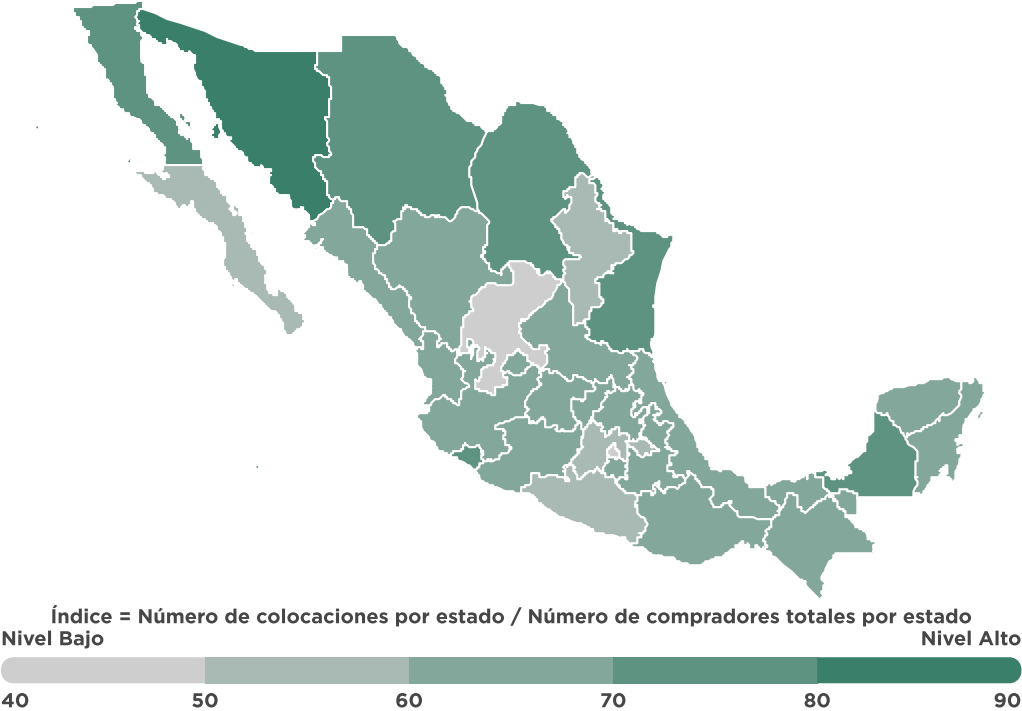 Índice = Número de colocaciones por estado / Número de compradores totales por estado
Nivel Bajo Nivel Alto
40 50 60 70 80 90